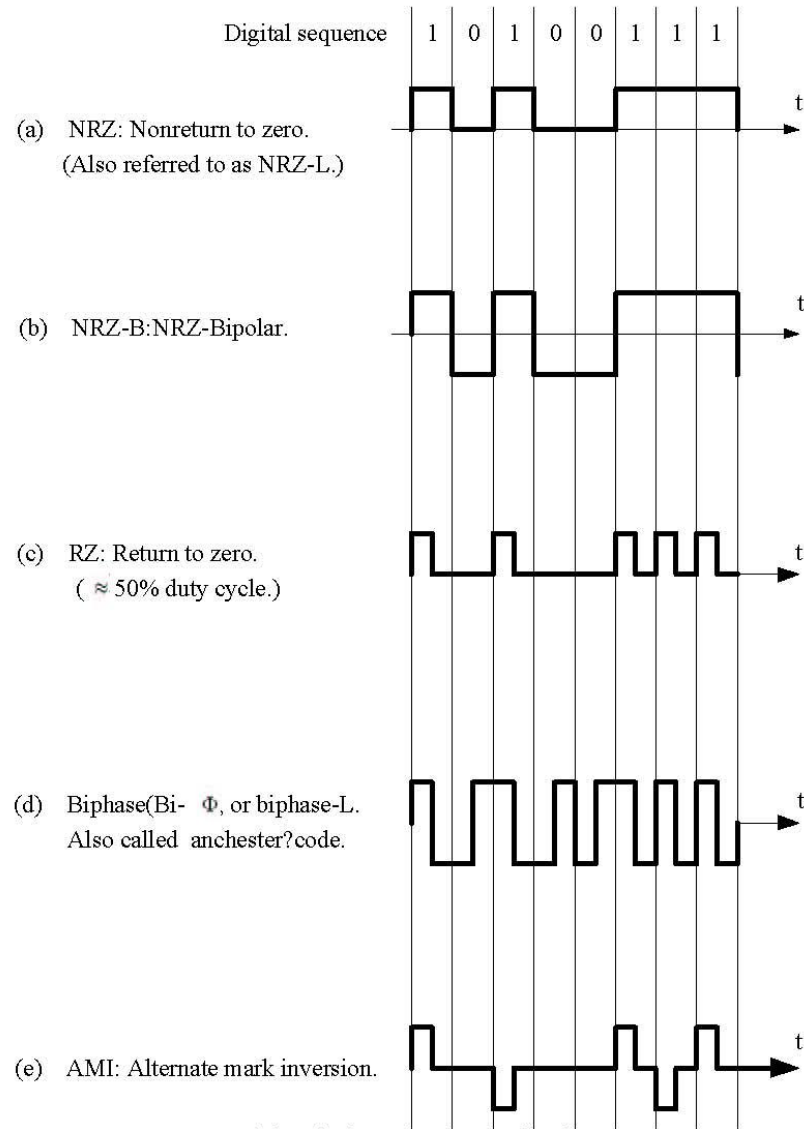 Digital sequence 1 0 1 0 0 1 1 1
t
(a) NRZ: Nonreturn to zero.
(Also referred to as NRZ-L.)
t
(b) NRZ-B:NRZ-Bipolar.
t
(c) RZ: Return to zero.
( ≈ 50% duty cycle.)
t
(d) Biphase(Bi- Φ, or biphase-L.
Also called anchester?code.
t
(e) AMI: Alternate mark inversion.